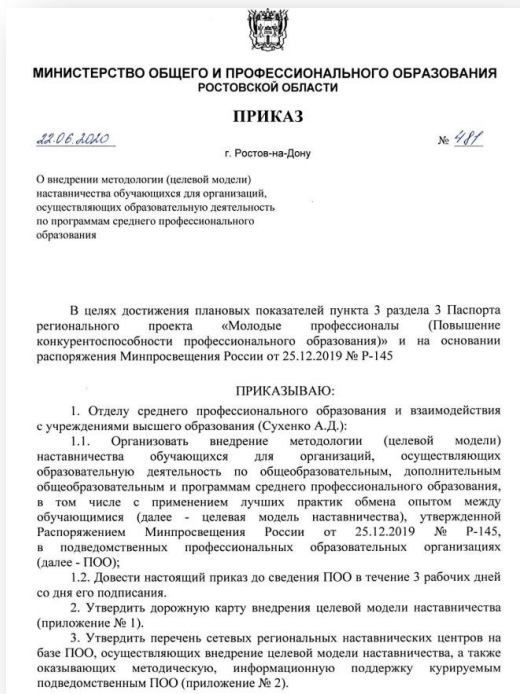 МИНИСТЕРСТВО ОБЩЕГО И ПРОФЕССИОНАЛЬНОГО ОБРАЗОВАНИЯ
РОСТОВСКОЙ ОБЛАСТИ
ПРИКАЗ
22.06.2020 № 481
г. Ростов-на-Дону
О внедрении методологии (целевой модели)
наставничества обучающихся для организаций,
осуществляющих образовательную деятельность
по программам среднего профессионального
образования
В целях достижения плановых показателей пункта 3 раздела 3 Паспорта
регионального проекта «Молодые профессионалы (Повышение
конкурентоспособности профессионального образования)» и на основании
распоряжения Минпросвещения России от 25.12.2019 № Р-145
ПРИКАЗЫВАЮ:
1. Отделу среднего профессионального образования и взаимодействия
с учреждениями высшего образования (Сухенко А.Д.):
1.1. Организовать внедрение методологии (целевой модели)
наставничества обучающихся для организаций, осуществляющих
образовательную деятельность по общеобразовательным, дополнительным
общеобразовательным и программам среднего профессионального образования,
в том числе с применением лучших практик обмена опытом между
обучающимися (далее - целевая модель наставничества), утвержденной
Распоряжением Минпросвещения России от 25.12.2019 № Р-145,
в подведомственных профессиональных образовательных организациях
(далее - ПОО);
1.2. Довести настоящий приказ до сведения ПОО в течение 3 рабочих дней
со дня его подписания.
2. Утвердить дорожную карту внедрения целевой модели наставничества
(приложение № 1).
3. Утвердить перечень сетевых региональных наставнических центров на
базе ПОО, осуществляющих внедрение целевой модели наставничества, а также
оказывающих методическую, информационную поддержку курируемым
подведомственным ПОО (приложение № 2).